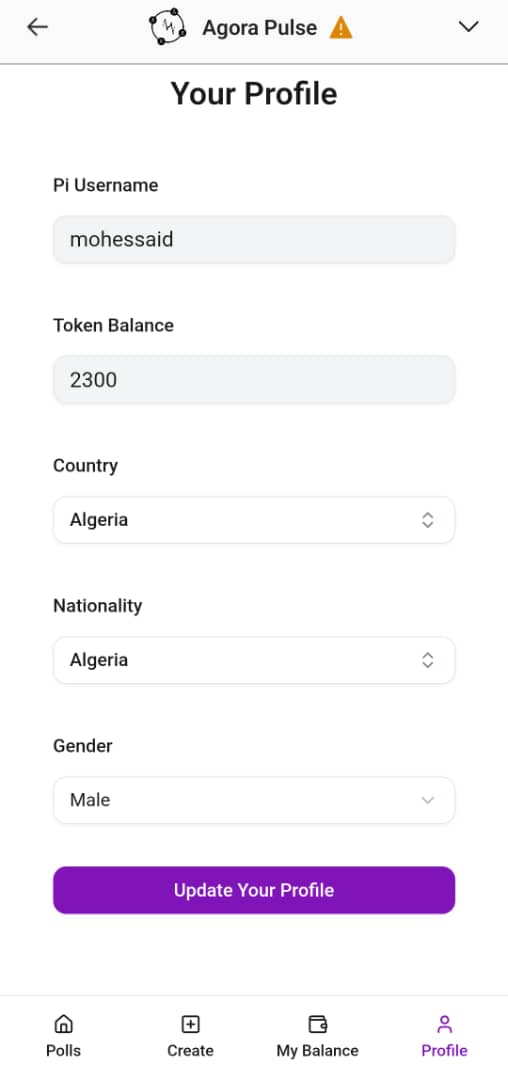 Agora Pulse
Your Profile
Pi Username
mohessaid
Token Balance
2300
Country
Algeria
Nationality
Algeria
Gender
Male
Update Your Profile
Polls
Create
My Balance
Profile